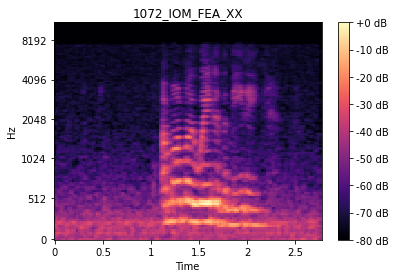 1072_IOM_FEA_XX
+0 dB
8192
-10 dB
4096
-20 dB
-30 dB
2048
Hz
-40 dB
1024
-50 dB
512
-60 dB
-70 dB
0
-80 dB
0 0.5 1 1.5 2 2.5
Time